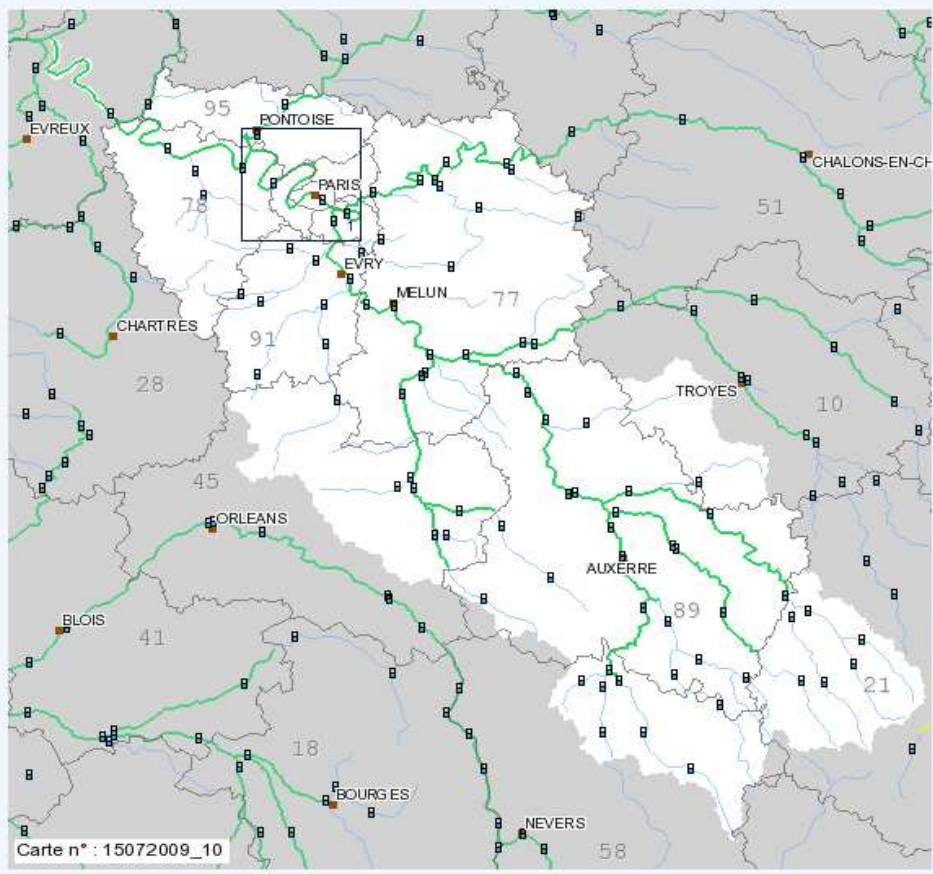 95
PONTOISE
EVREUX
CHALONS-EN-CH
PARIS
78
51
EVRY
MELUN
77
CHARTRES
91
28
TROYES
10
45
ORLEANS
AUXERRE
BLOIS
89
41
21
18
BOURGES
NEVERS
Carte n° : 15072009_10
58